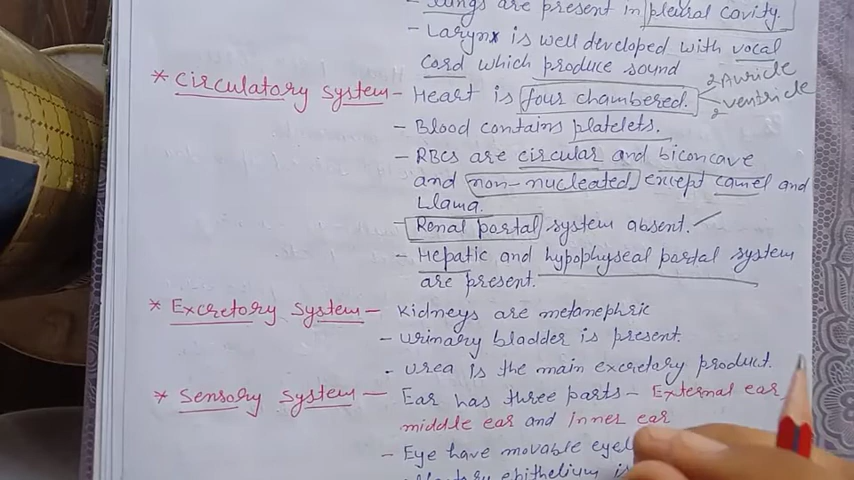 - Lungs are present in pleural cavity.
- Larynx is well developed with vocal
cord which produce sound
* Circulatory system - Heart is four chambered. 2 Auricle
2 ventricle
- Blood contains platelets.
- RBCs are circular and biconcave
and non-nucleated except camel and
Llama.
- Renal portal system absent.
- Hepatic and hypophyseal portal system
are present.
* Excretory system - Kidneys are metanephric
- Urinary bladder is present.
- Urea is the main excretary product.
* Sensory system - Ear has three parts - External ear,
middle ear and inner ear
- Eye have movable
epithelium